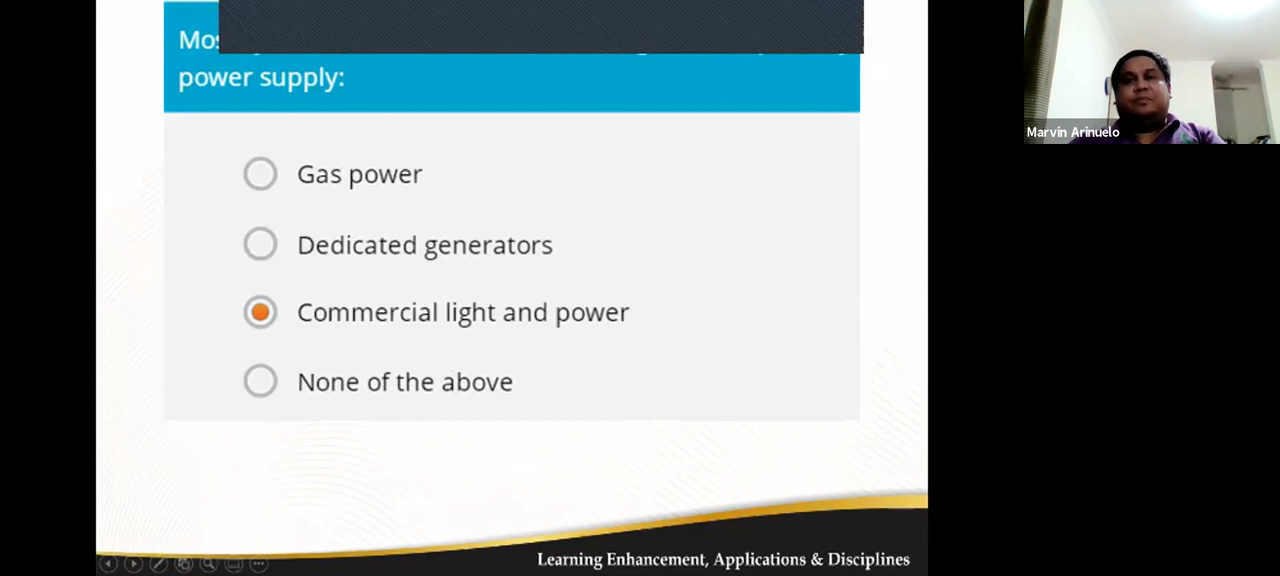 power supply:
Gas power
Dedicated generators
Commercial light and power
None of the above
Learning Enhancement, Applications & Disciplines
Marvin Arinuelo